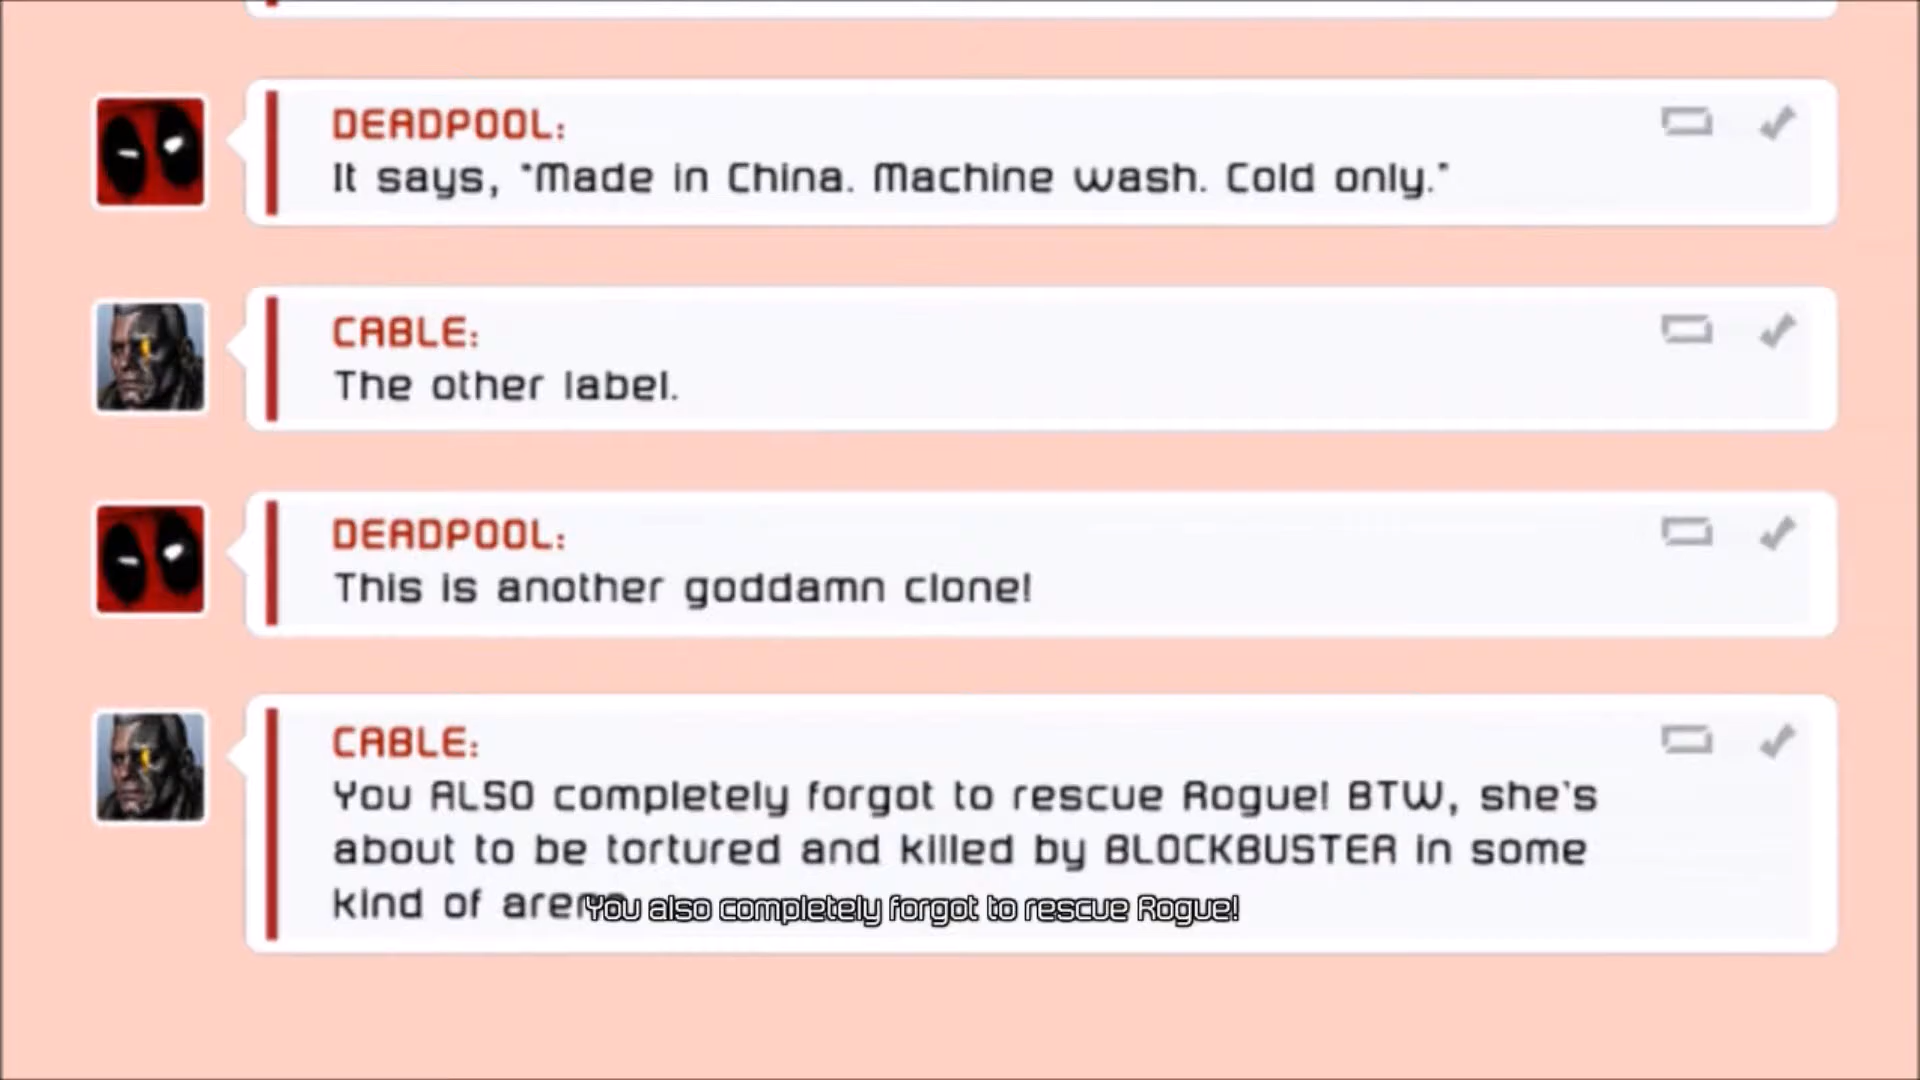 DEADPOOL:
It says, "Made in China. Machine wash. Cold only."
CABLE:
The other label.
DEADPOOL:
This is another goddamn clone!
CABLE:
You ALSO completely forgot to rescue Rogue! BTW, she's
about to be tortured and killed by BLOCKBUSTER in some
kind of
You also completely forgot to rescue Rogue!